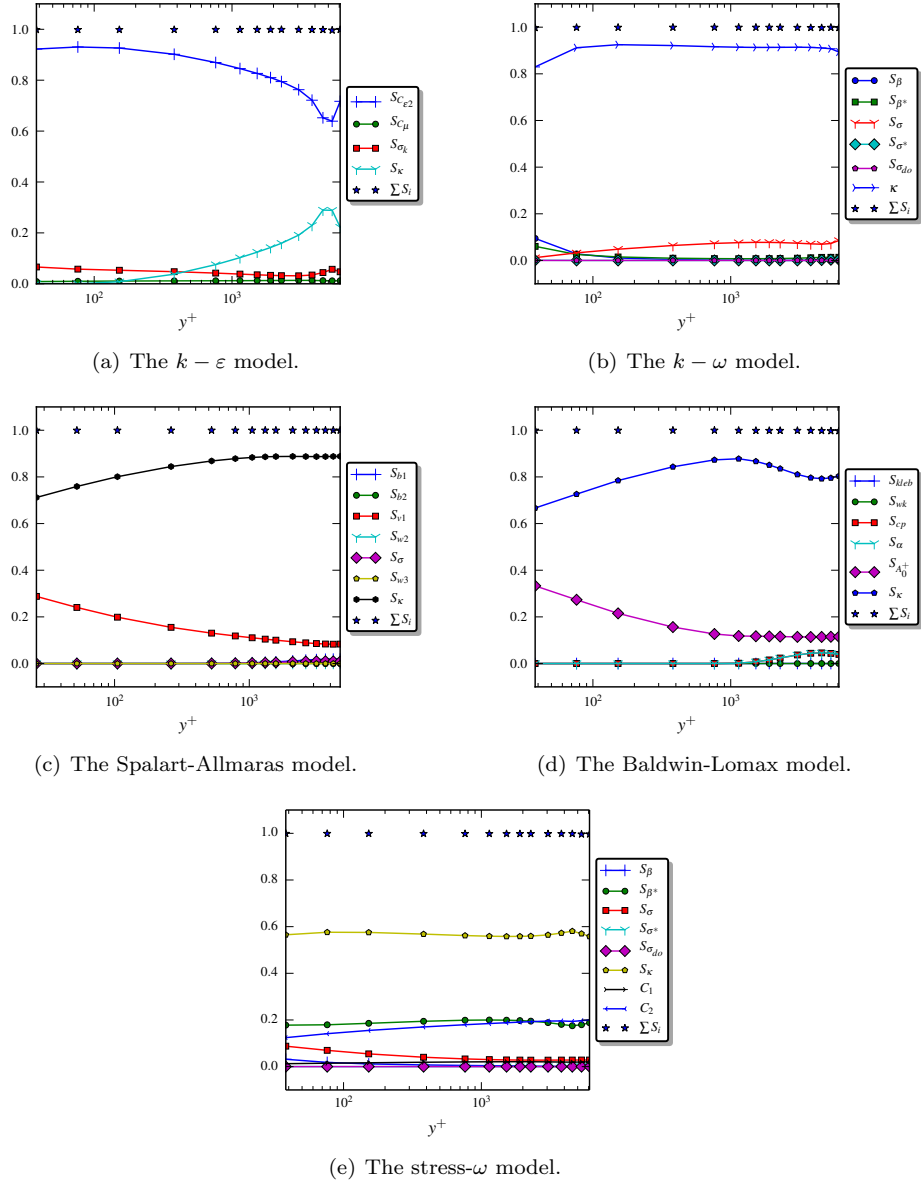 1.0
0.8
0.6
0.4
0.2
0.0
10²
10³
y⁺
S_{C_{ε2}}
S_{C_μ}
S_{σ_k}
S_κ
∑ S_i
(a) The k − ε model.
1.0
0.8
0.6
0.4
0.2
0.0
10²
10³
y⁺
S_β
S_{β*}
S_σ
S_{σ*}
S_{σ_{do}}
κ
∑ S_i
(b) The k − ω model.
1.0
0.8
0.6
0.4
0.2
0.0
10²
10³
y⁺
S_{b1}
S_{b2}
S_{v1}
S_{w2}
S_σ
S_{w3}
S_κ
∑ S_i
(c) The Spalart-Allmaras model.
1.0
0.8
0.6
0.4
0.2
0.0
10²
10³
y⁺
S_{kleb}
S_{wk}
S_{cp}
S_α
S_{A_0^+}
S_κ
∑ S_i
(d) The Baldwin-Lomax model.
1.0
0.8
0.6
0.4
0.2
0.0
10²
10³
y⁺
S_β
S_{β*}
S_σ
S_{σ*}
S_{σ_{do}}
S_κ
C_1
C_2
∑ S_i
(e) The stress-ω model.